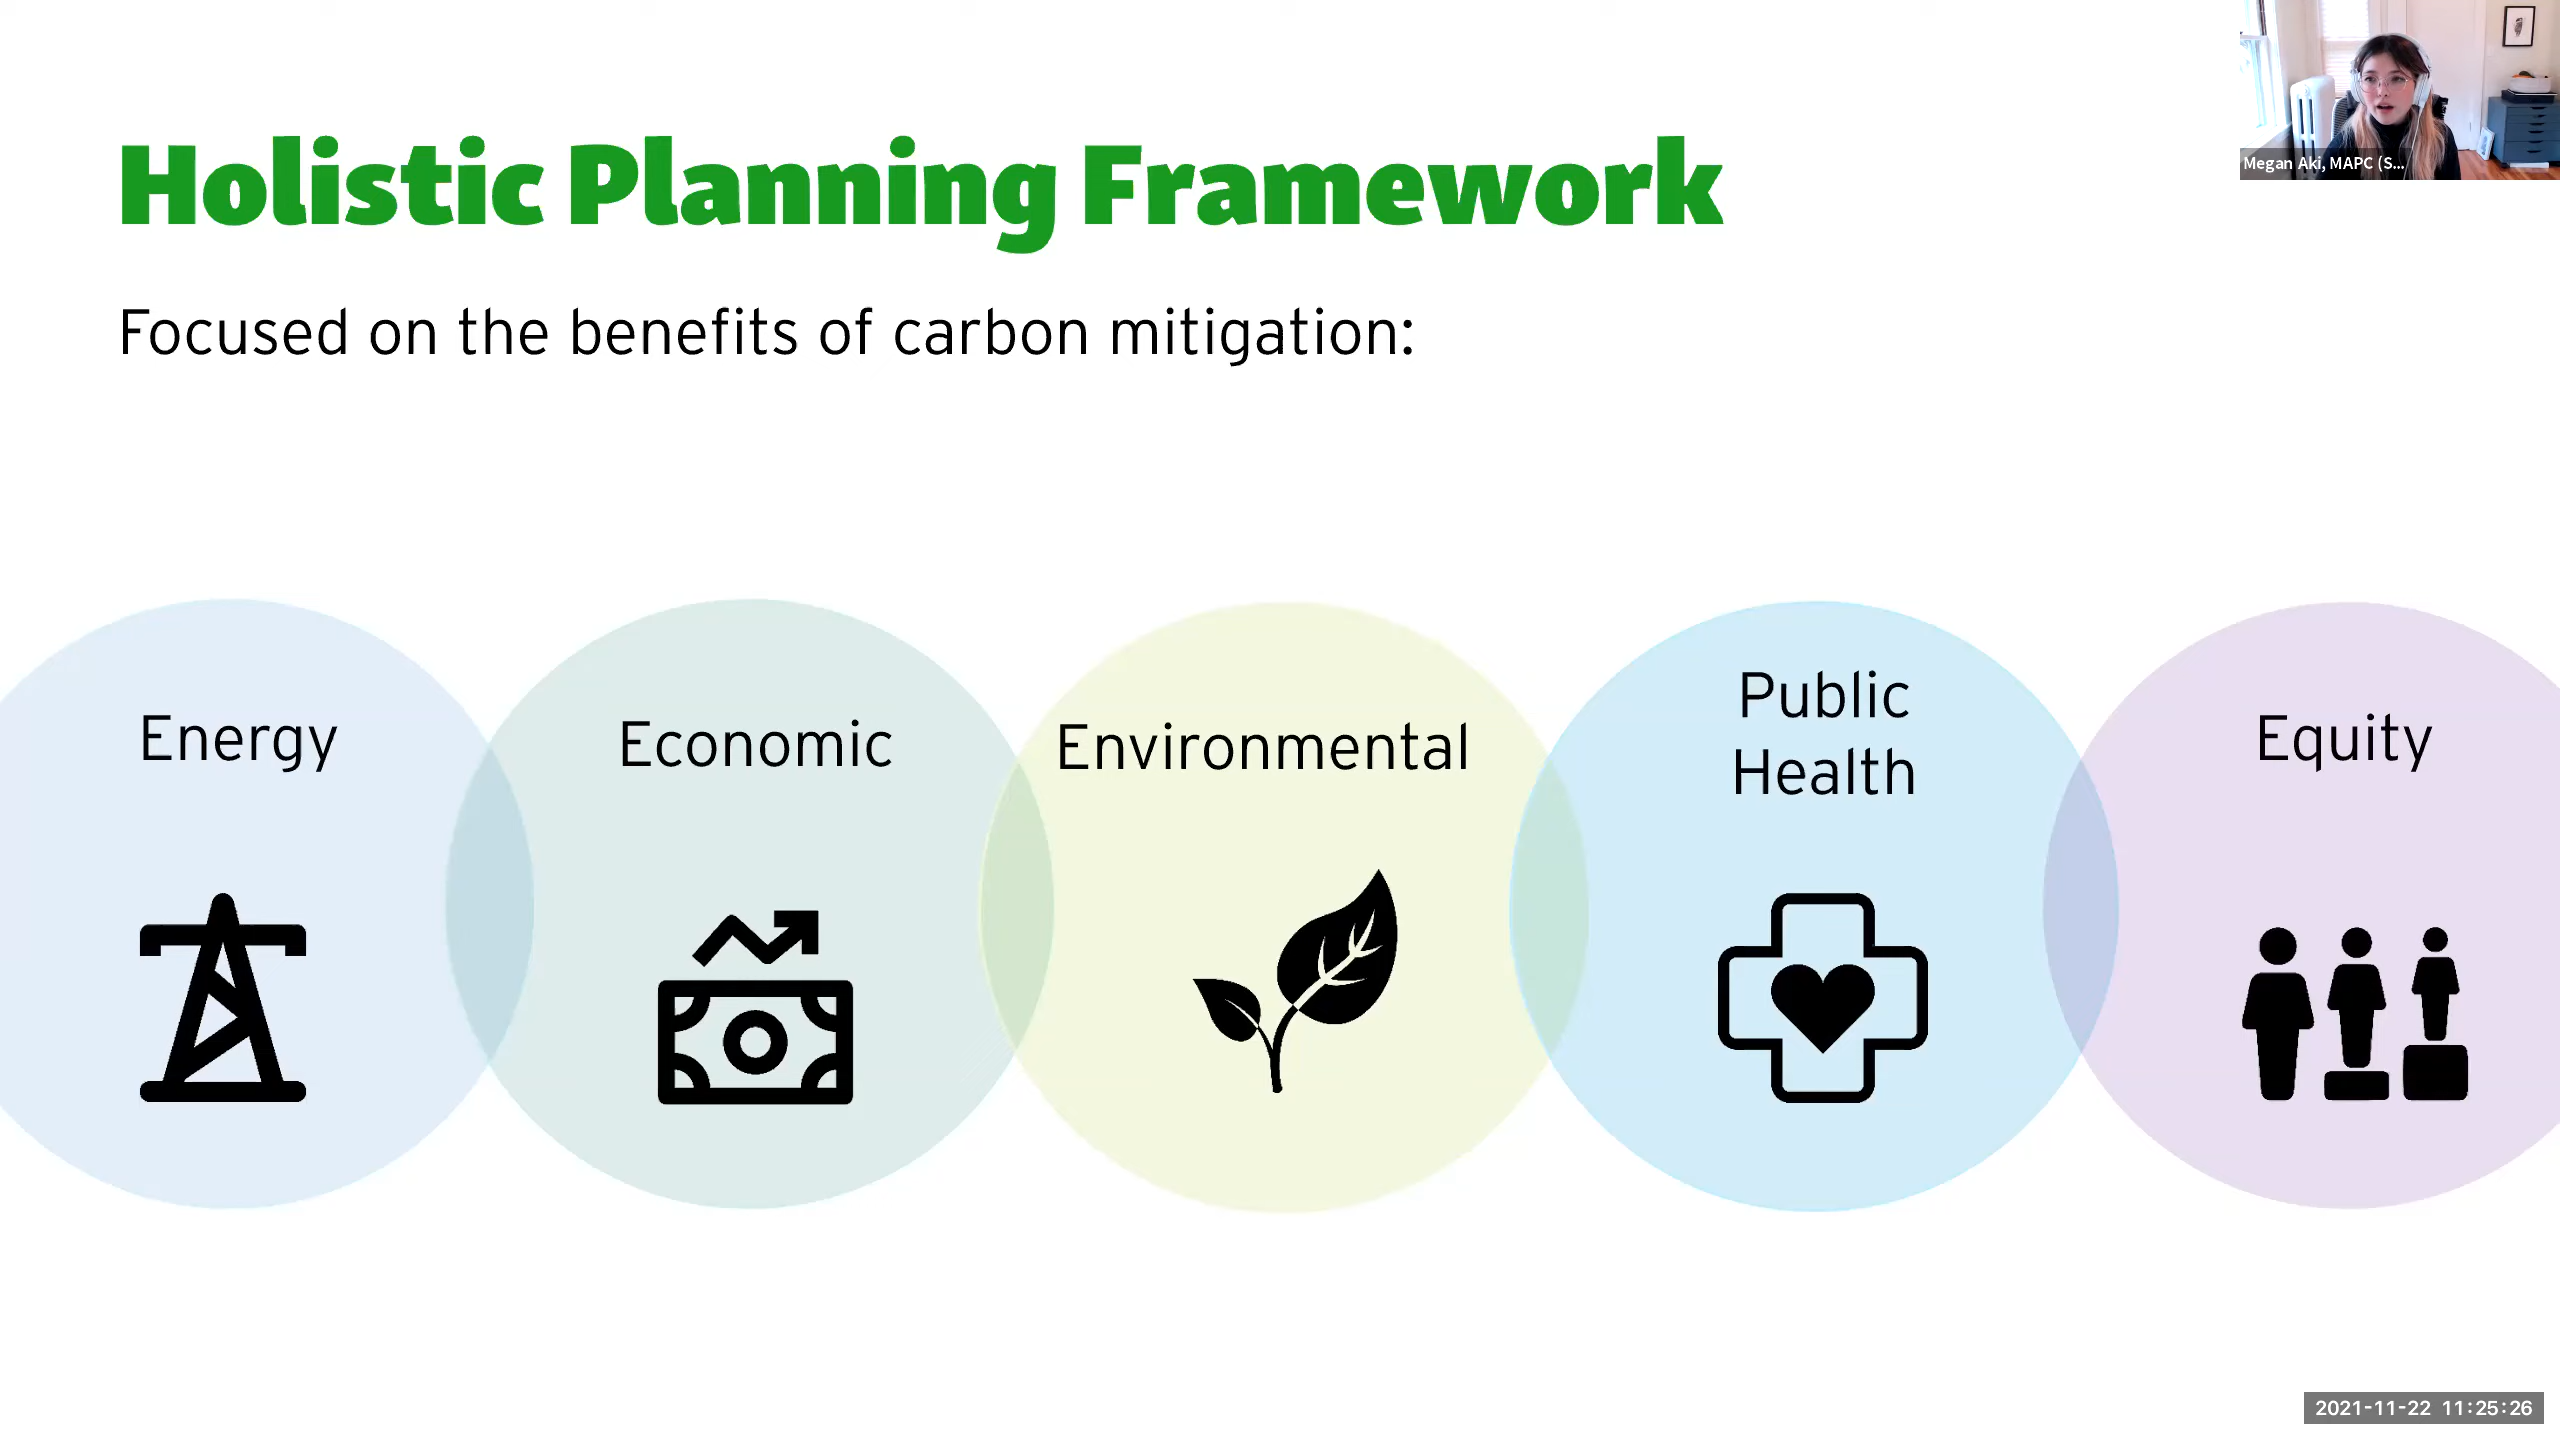 Holistic Planning Framework
Megan Aki, MAPC (S...
Focused on the benefits of carbon mitigation:
Energy
Economic
Environmental
Public
Health
Equity
2021-11-22 11:25:26